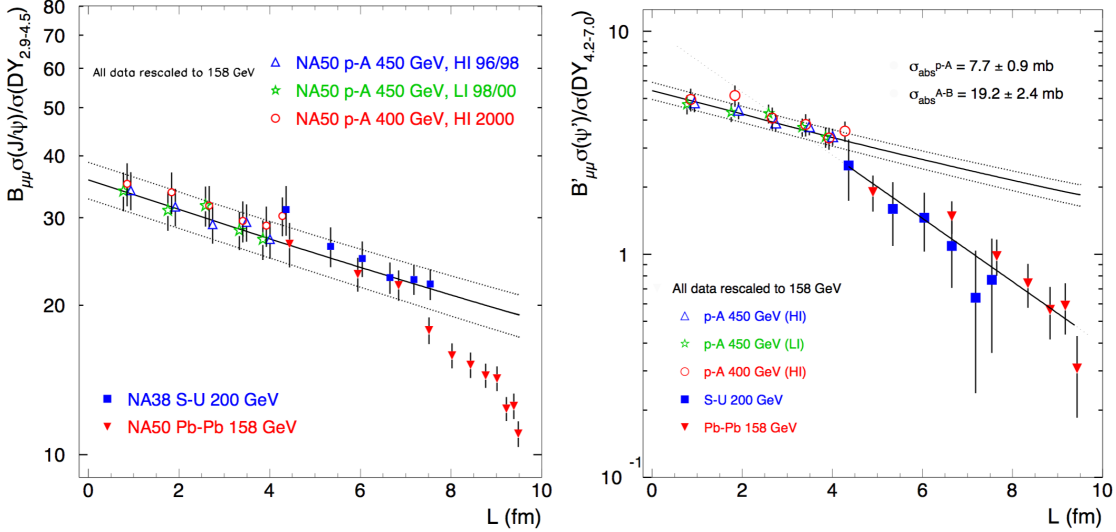 B_μμ σ(J/ψ)/σ(DY_2.9-4.5)
80
70
60
50
40
30
20
10
All data rescaled to 158 GeV
NA50 p-A 450 GeV, HI 96/98
NA50 p-A 450 GeV, LI 98/00
NA50 p-A 400 GeV, HI 2000
NA38 S-U 200 GeV
NA50 Pb-Pb 158 GeV
0 2 4 6 8 10
L (fm)
B'_μμ σ(ψ')/σ(DY_4.2-7.0)
10
1
10^-1
σ_abs^p-A = 7.7 ± 0.9 mb
σ_abs^A-B = 19.2 ± 2.4 mb
All data rescaled to 158 GeV
p-A 450 GeV (HI)
p-A 450 GeV (LI)
p-A 400 GeV (HI)
S-U 200 GeV
Pb-Pb 158 GeV
0 2 4 6 8 10
L (fm)